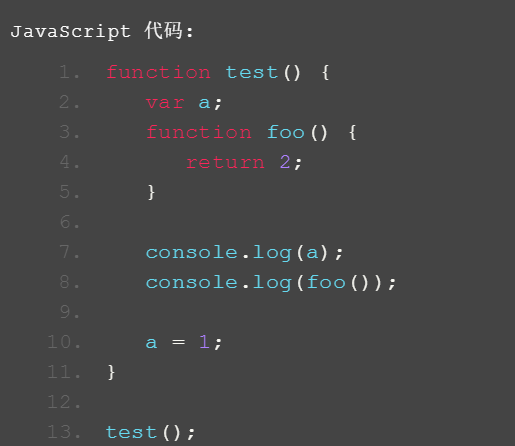 JavaScript 代码:
1. function test() {
2.    var a;
3.    function foo() {
4.       return 2;
5.    }
6.
7.    console.log(a);
8.    console.log(foo());
9.
10.    a = 1;
11. }
12.
13. test();